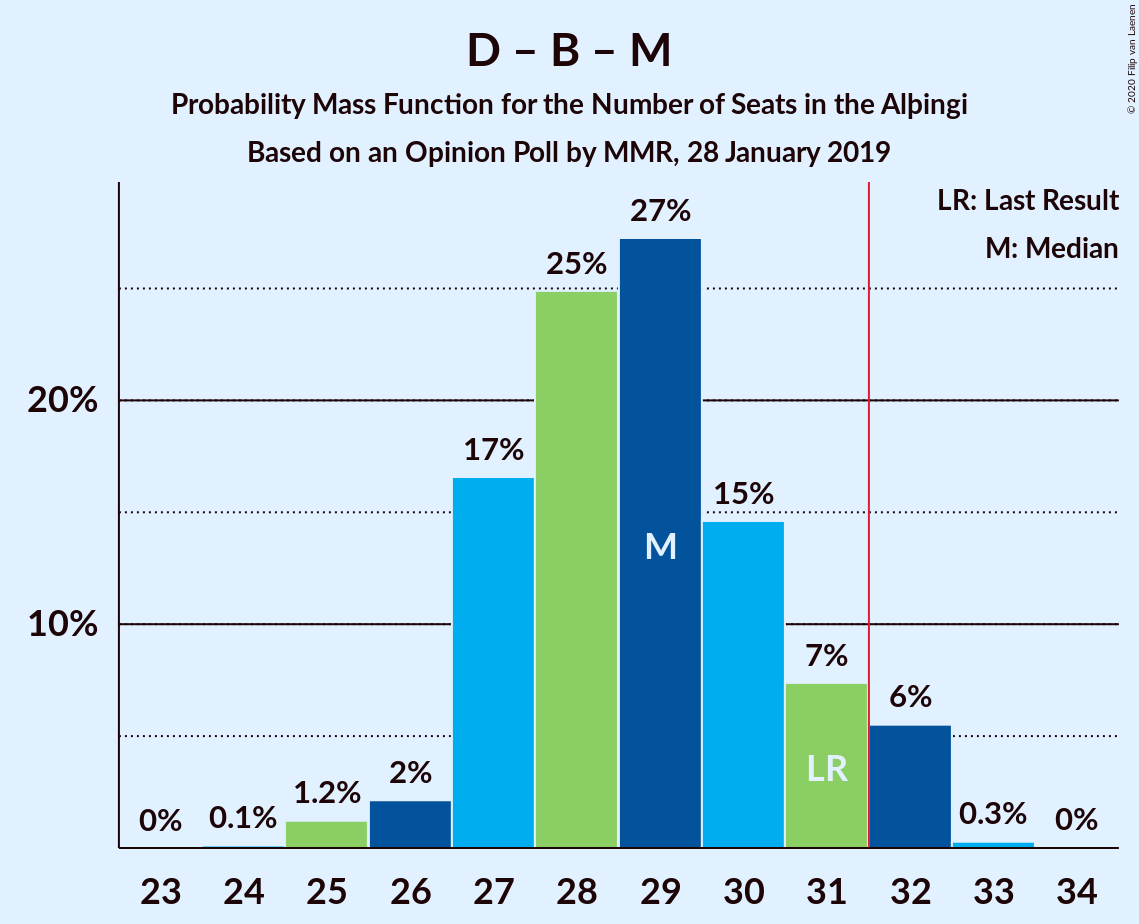 D – B – M
Probability Mass Function for the Number of Seats in the Alþingi
Based on an Opinion Poll by MMR, 28 January 2019
© 2020 Filip van Laenen
LR: Last Result
M: Median
20%
10%
0%
0.1%
1.2%
2%
17%
25%
27%
15%
7%
6%
0.3%
0%
M
LR
23 24 25 26 27 28 29 30 31 32 33 34